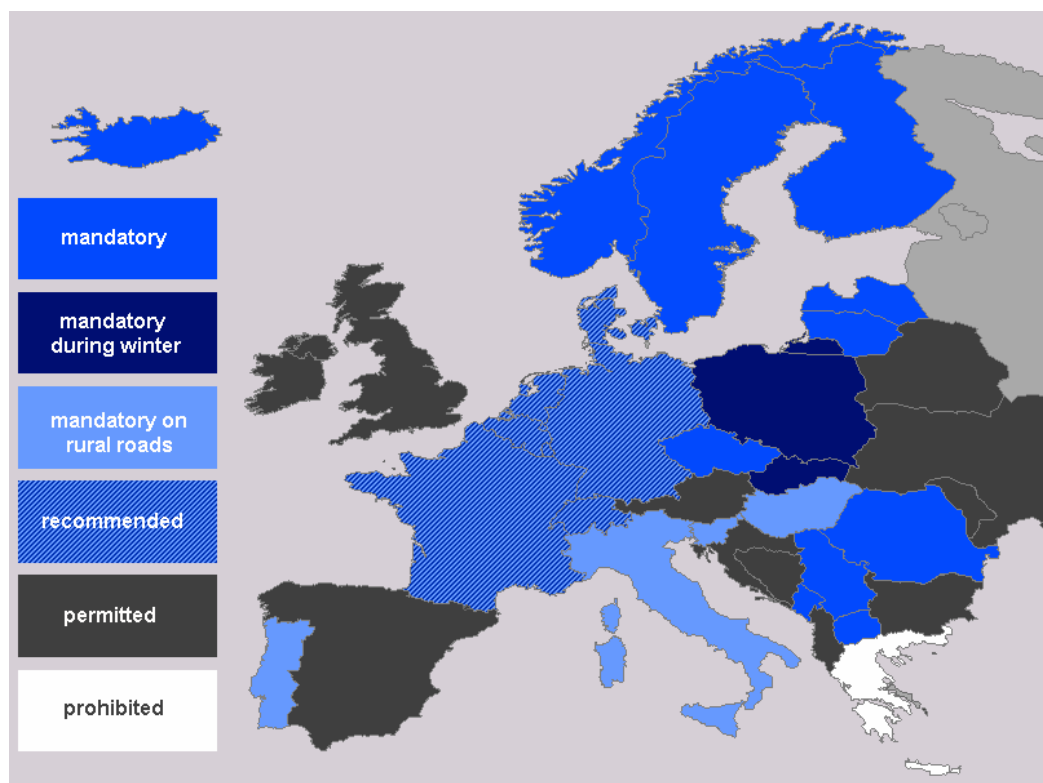 mandatory
mandatory
during winter
mandatory on
rural roads
recommended
permitted
prohibited